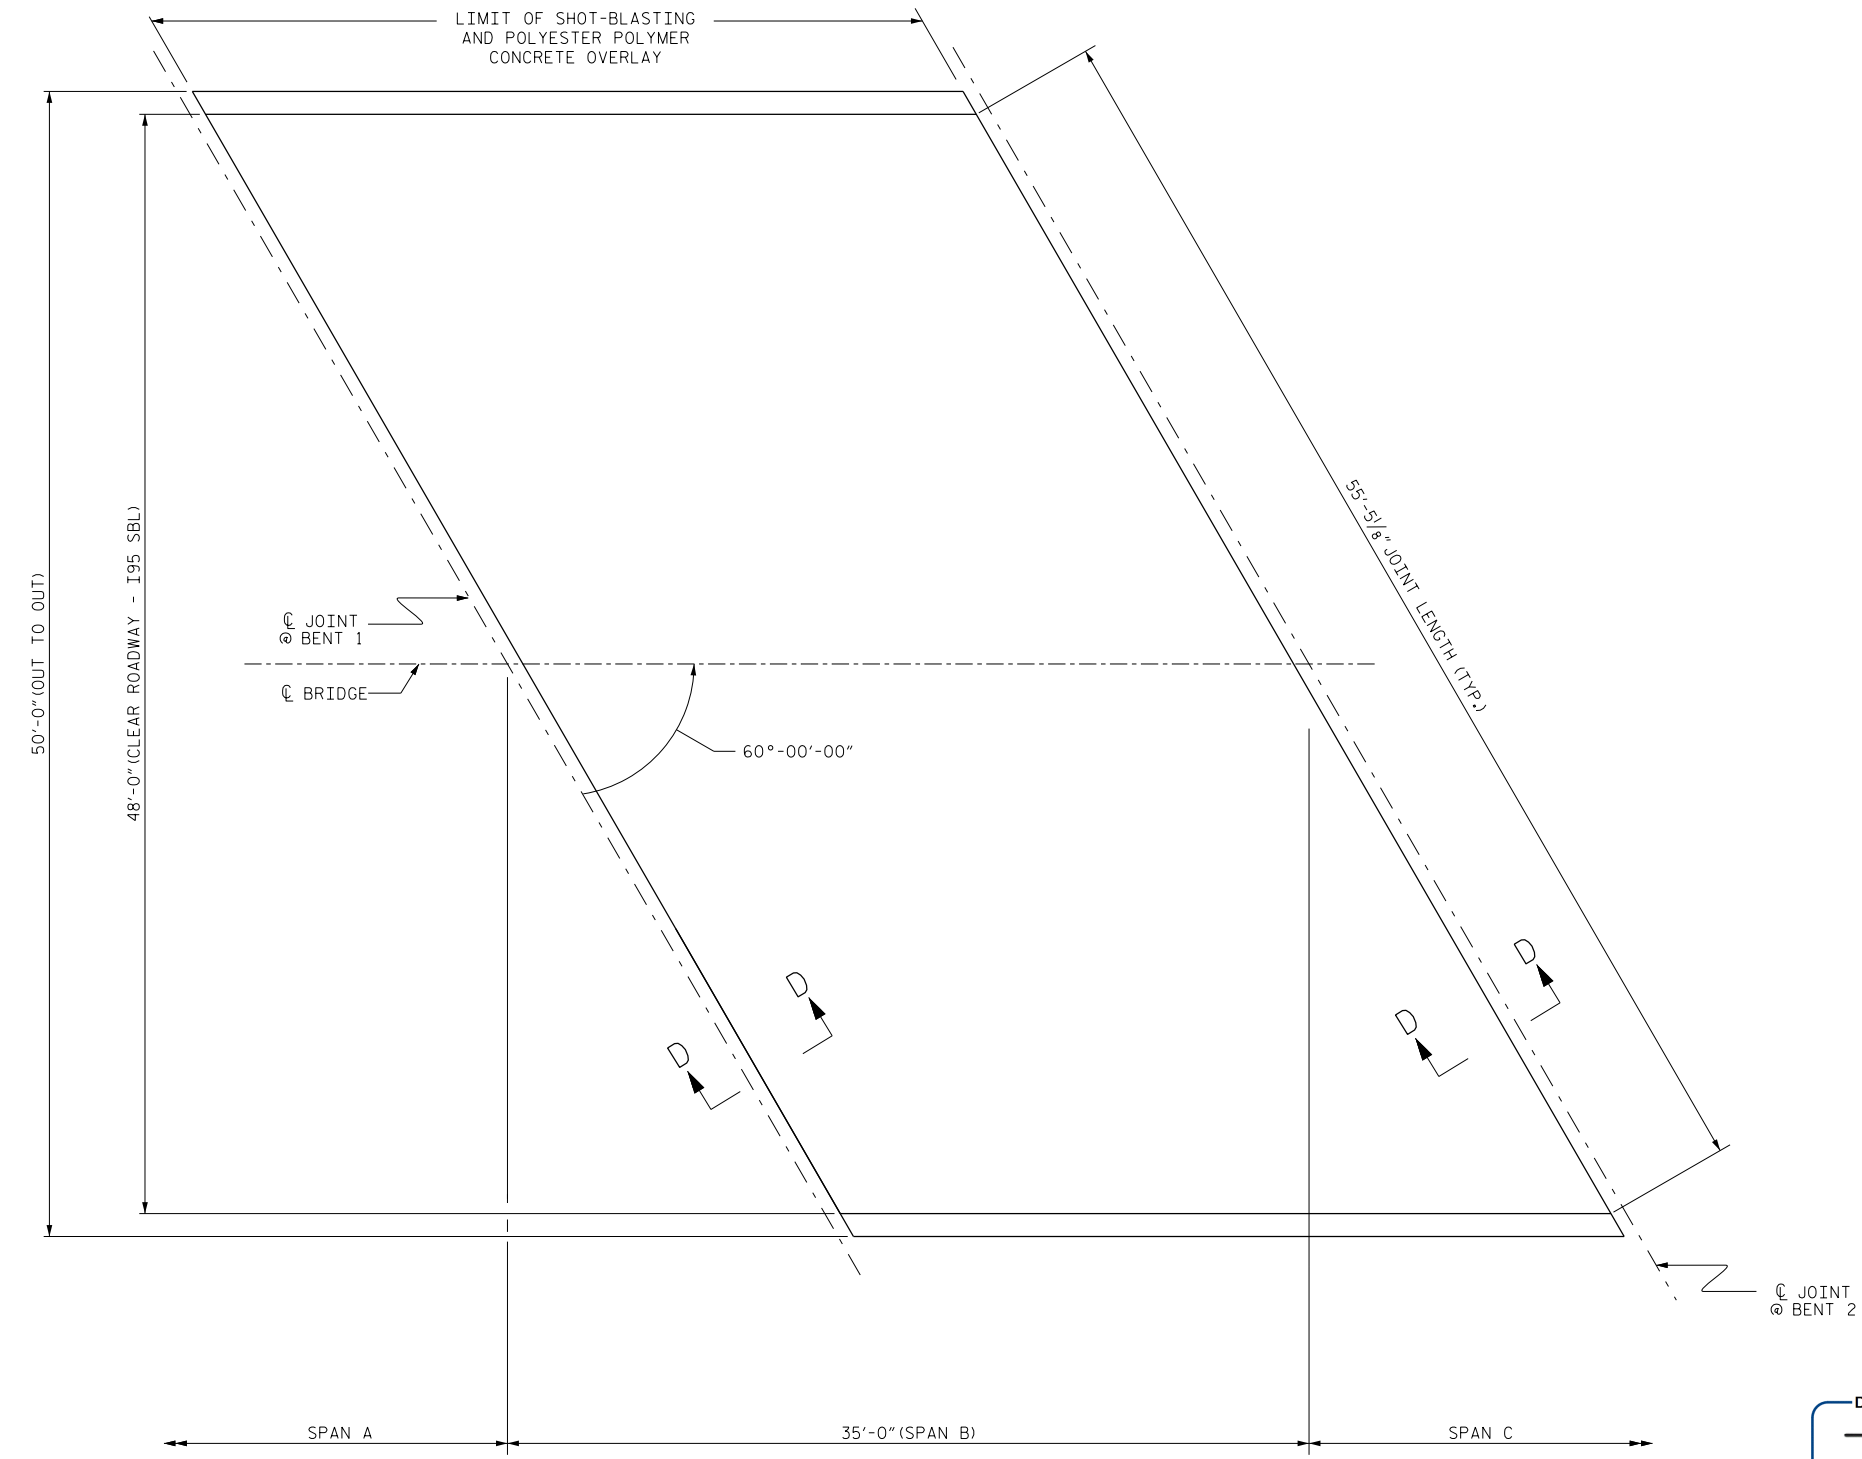 LIMIT OF SHOT-BLASTING
AND POLYESTER POLYMER
CONCRETE OVERLAY
50'-0" (OUT TO OUT)
48'-0" (CLEAR ROADWAY - I95 SBL)
55'-5 1/8" JOINT LENGTH (TYP.)
℄ JOINT
@ BENT 1
℄ BRIDGE
60°-00'-00"
D
D
D
D
℄ JOINT
@ BENT 2
SPAN A
35'-0" (SPAN B)
SPAN C